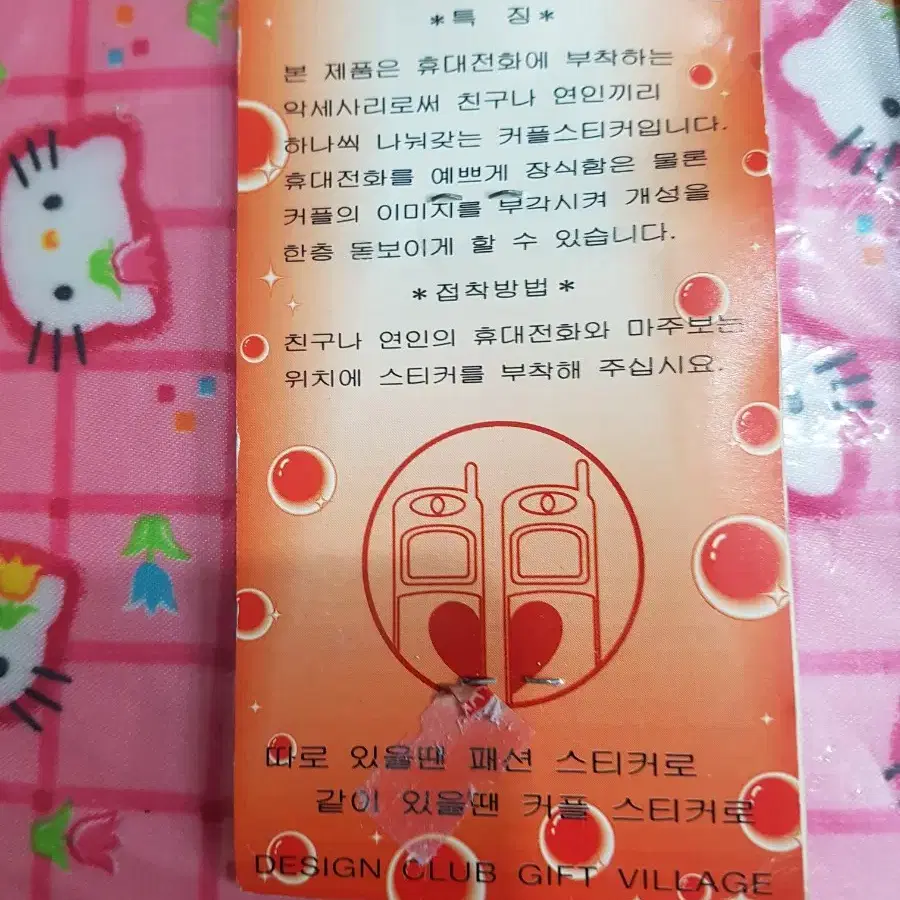 *특 징*
본 제품은 휴대전화에 부착하는
악세사리로써 친구나 연인끼리
하나씩 나눠갖는 커플스티커입니다.
휴대전화를 예쁘게 장식함은 물론
커플의 이미지를 부각시켜 개성을
한층 돋보이게 할 수 있습니다.
*접착방법*
친구나 연인의 휴대전화와 마주보는
위치에 스티커를 부착해 주십시요.
따로 있을땐 패션 스티커로
같이 있을땐 커플 스티커로
DESIGN CLUB GIFT VILLAGE